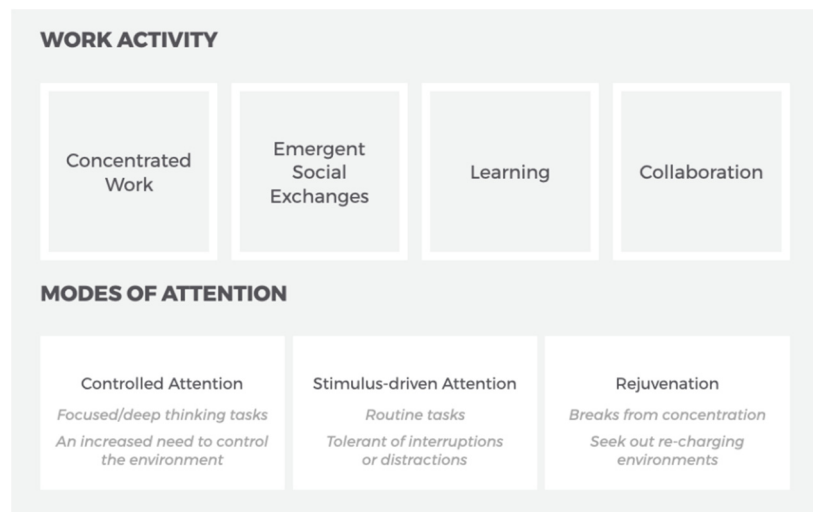 WORK ACTIVITY
Concentrated
Work
Emergent
Social
Exchanges
Learning
Collaboration
MODES OF ATTENTION
Controlled Attention
Focused/deep thinking tasks
An increased need to control
the environment
Stimulus-driven Attention
Routine tasks
Tolerant of interruptions
or distractions
Rejuvenation
Breaks from concentration
Seek out re-charging
environments